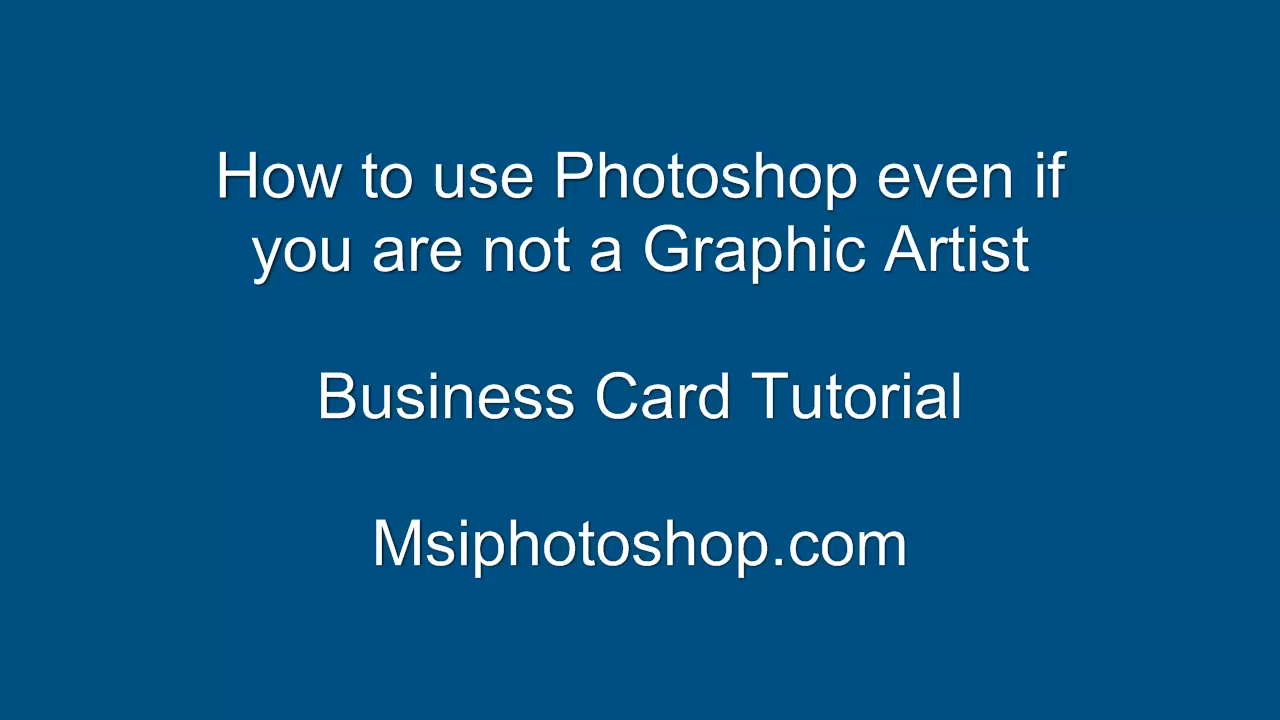 How to use Photoshop even if
you are not a Graphic Artist
Business Card Tutorial
Msiphotoshop.com